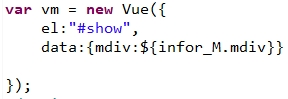 var vm = new Vue({
el:"#show",
data:{mdiv:${infor_M.mdiv}}
});